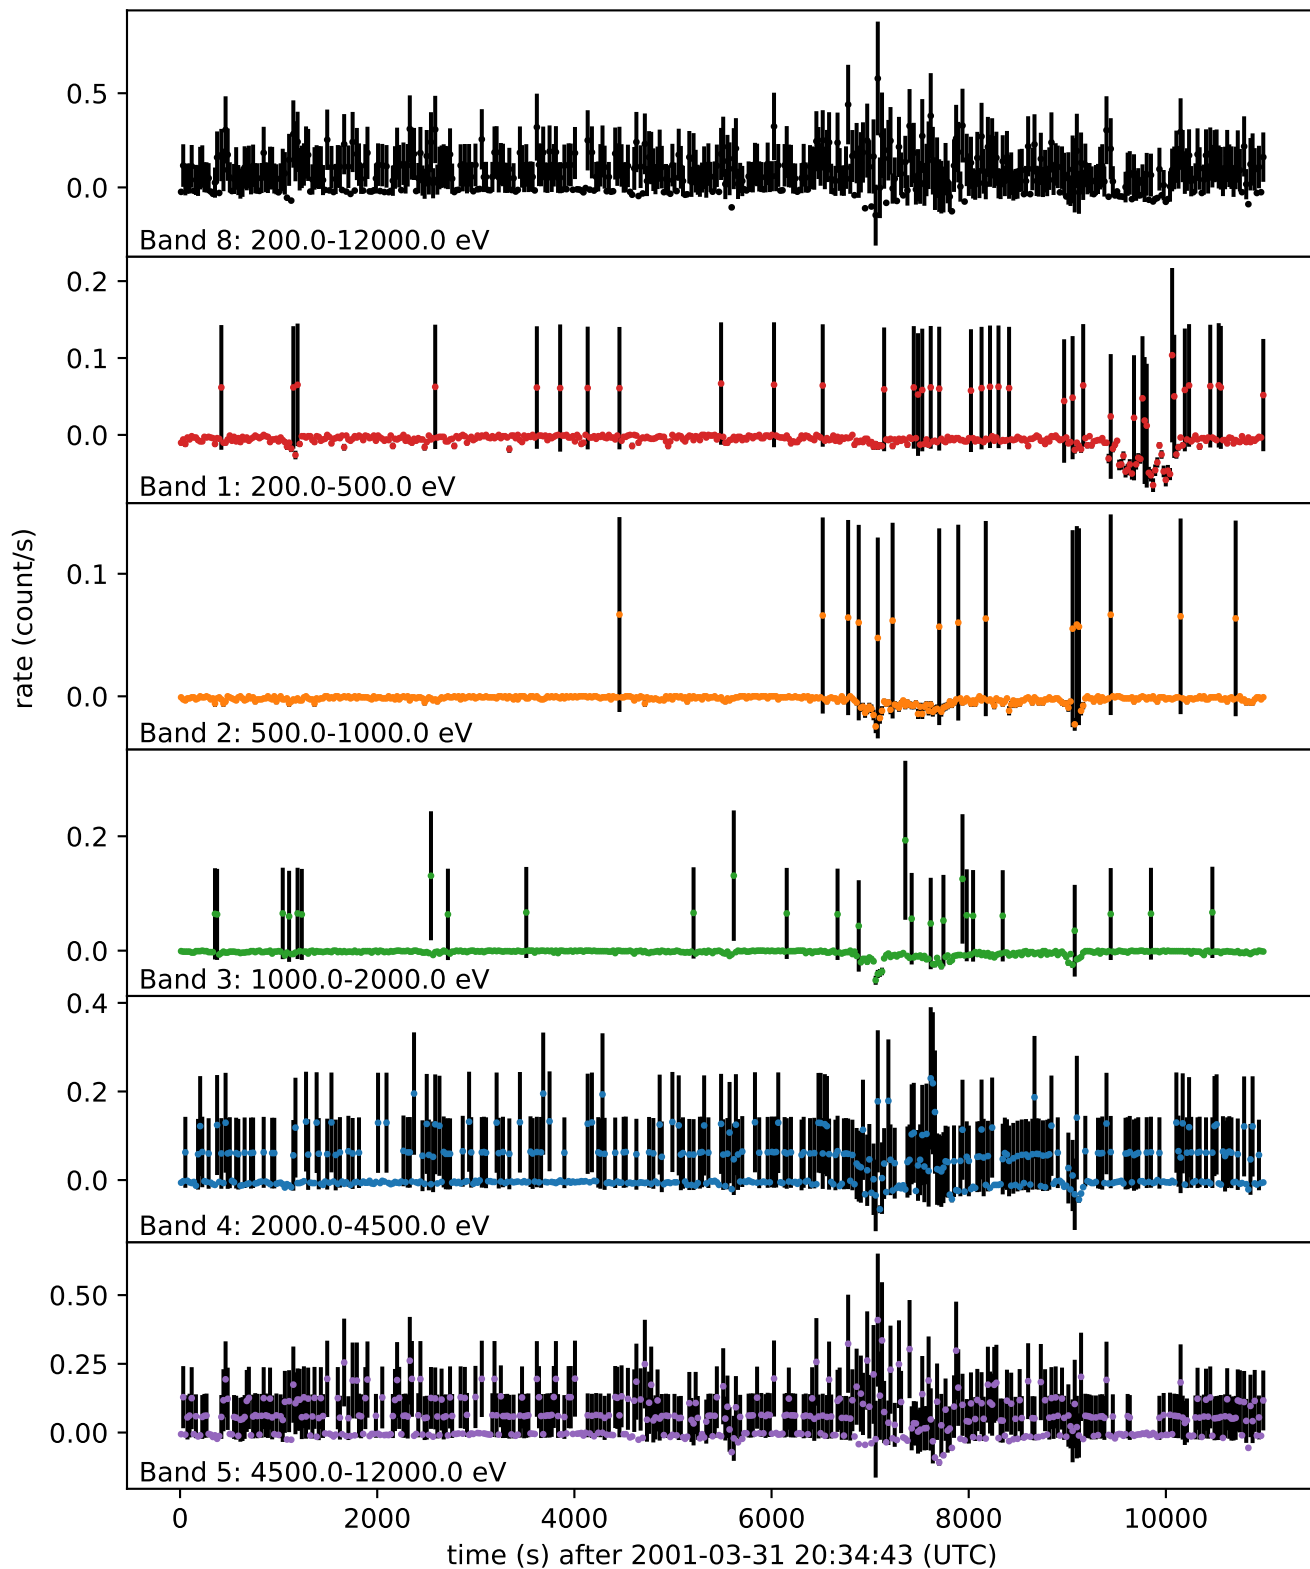 0.5
0.0
Band 8: 200.0-12000.0 eV
0.2
0.1
0.0
Band 1: 200.0-500.0 eV
rate (count/s)
0.1
0.0
Band 2: 500.0-1000.0 eV
0.2
0.0
Band 3: 1000.0-2000.0 eV
0.4
0.2
0.0
Band 4: 2000.0-4500.0 eV
0.50
0.25
0.00
Band 5: 4500.0-12000.0 eV
0 2000 4000 6000 8000 10000
time (s) after 2001-03-31 20:34:43 (UTC)